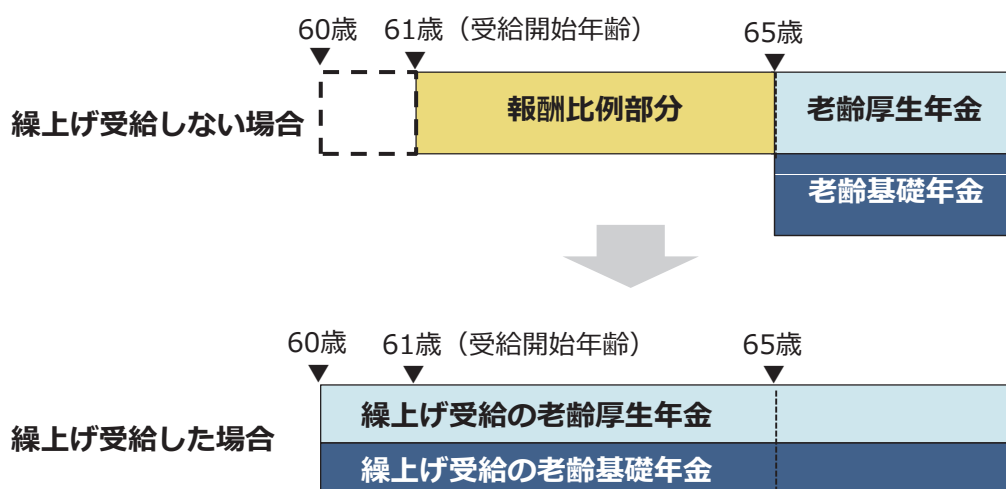 60歳 61歳（受給開始年齢） 65歳
繰上げ受給しない場合
報酬比例部分
老齢厚生年金
老齢基礎年金
60歳 61歳（受給開始年齢） 65歳
繰上げ受給した場合
繰上げ受給の老齢厚生年金
繰上げ受給の老齢基礎年金